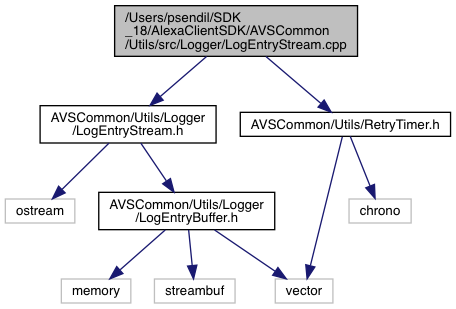 /Users/psendil/SDK
_18/AlexaClientSDK/AVSCommon
/Utils/src/Logger/LogEntryStream.cpp
AVSCommon/Utils/Logger
/LogEntryStream.h
AVSCommon/Utils/RetryTimer.h
ostream
AVSCommon/Utils/Logger
/LogEntryBuffer.h
chrono
memory
streambuf
vector